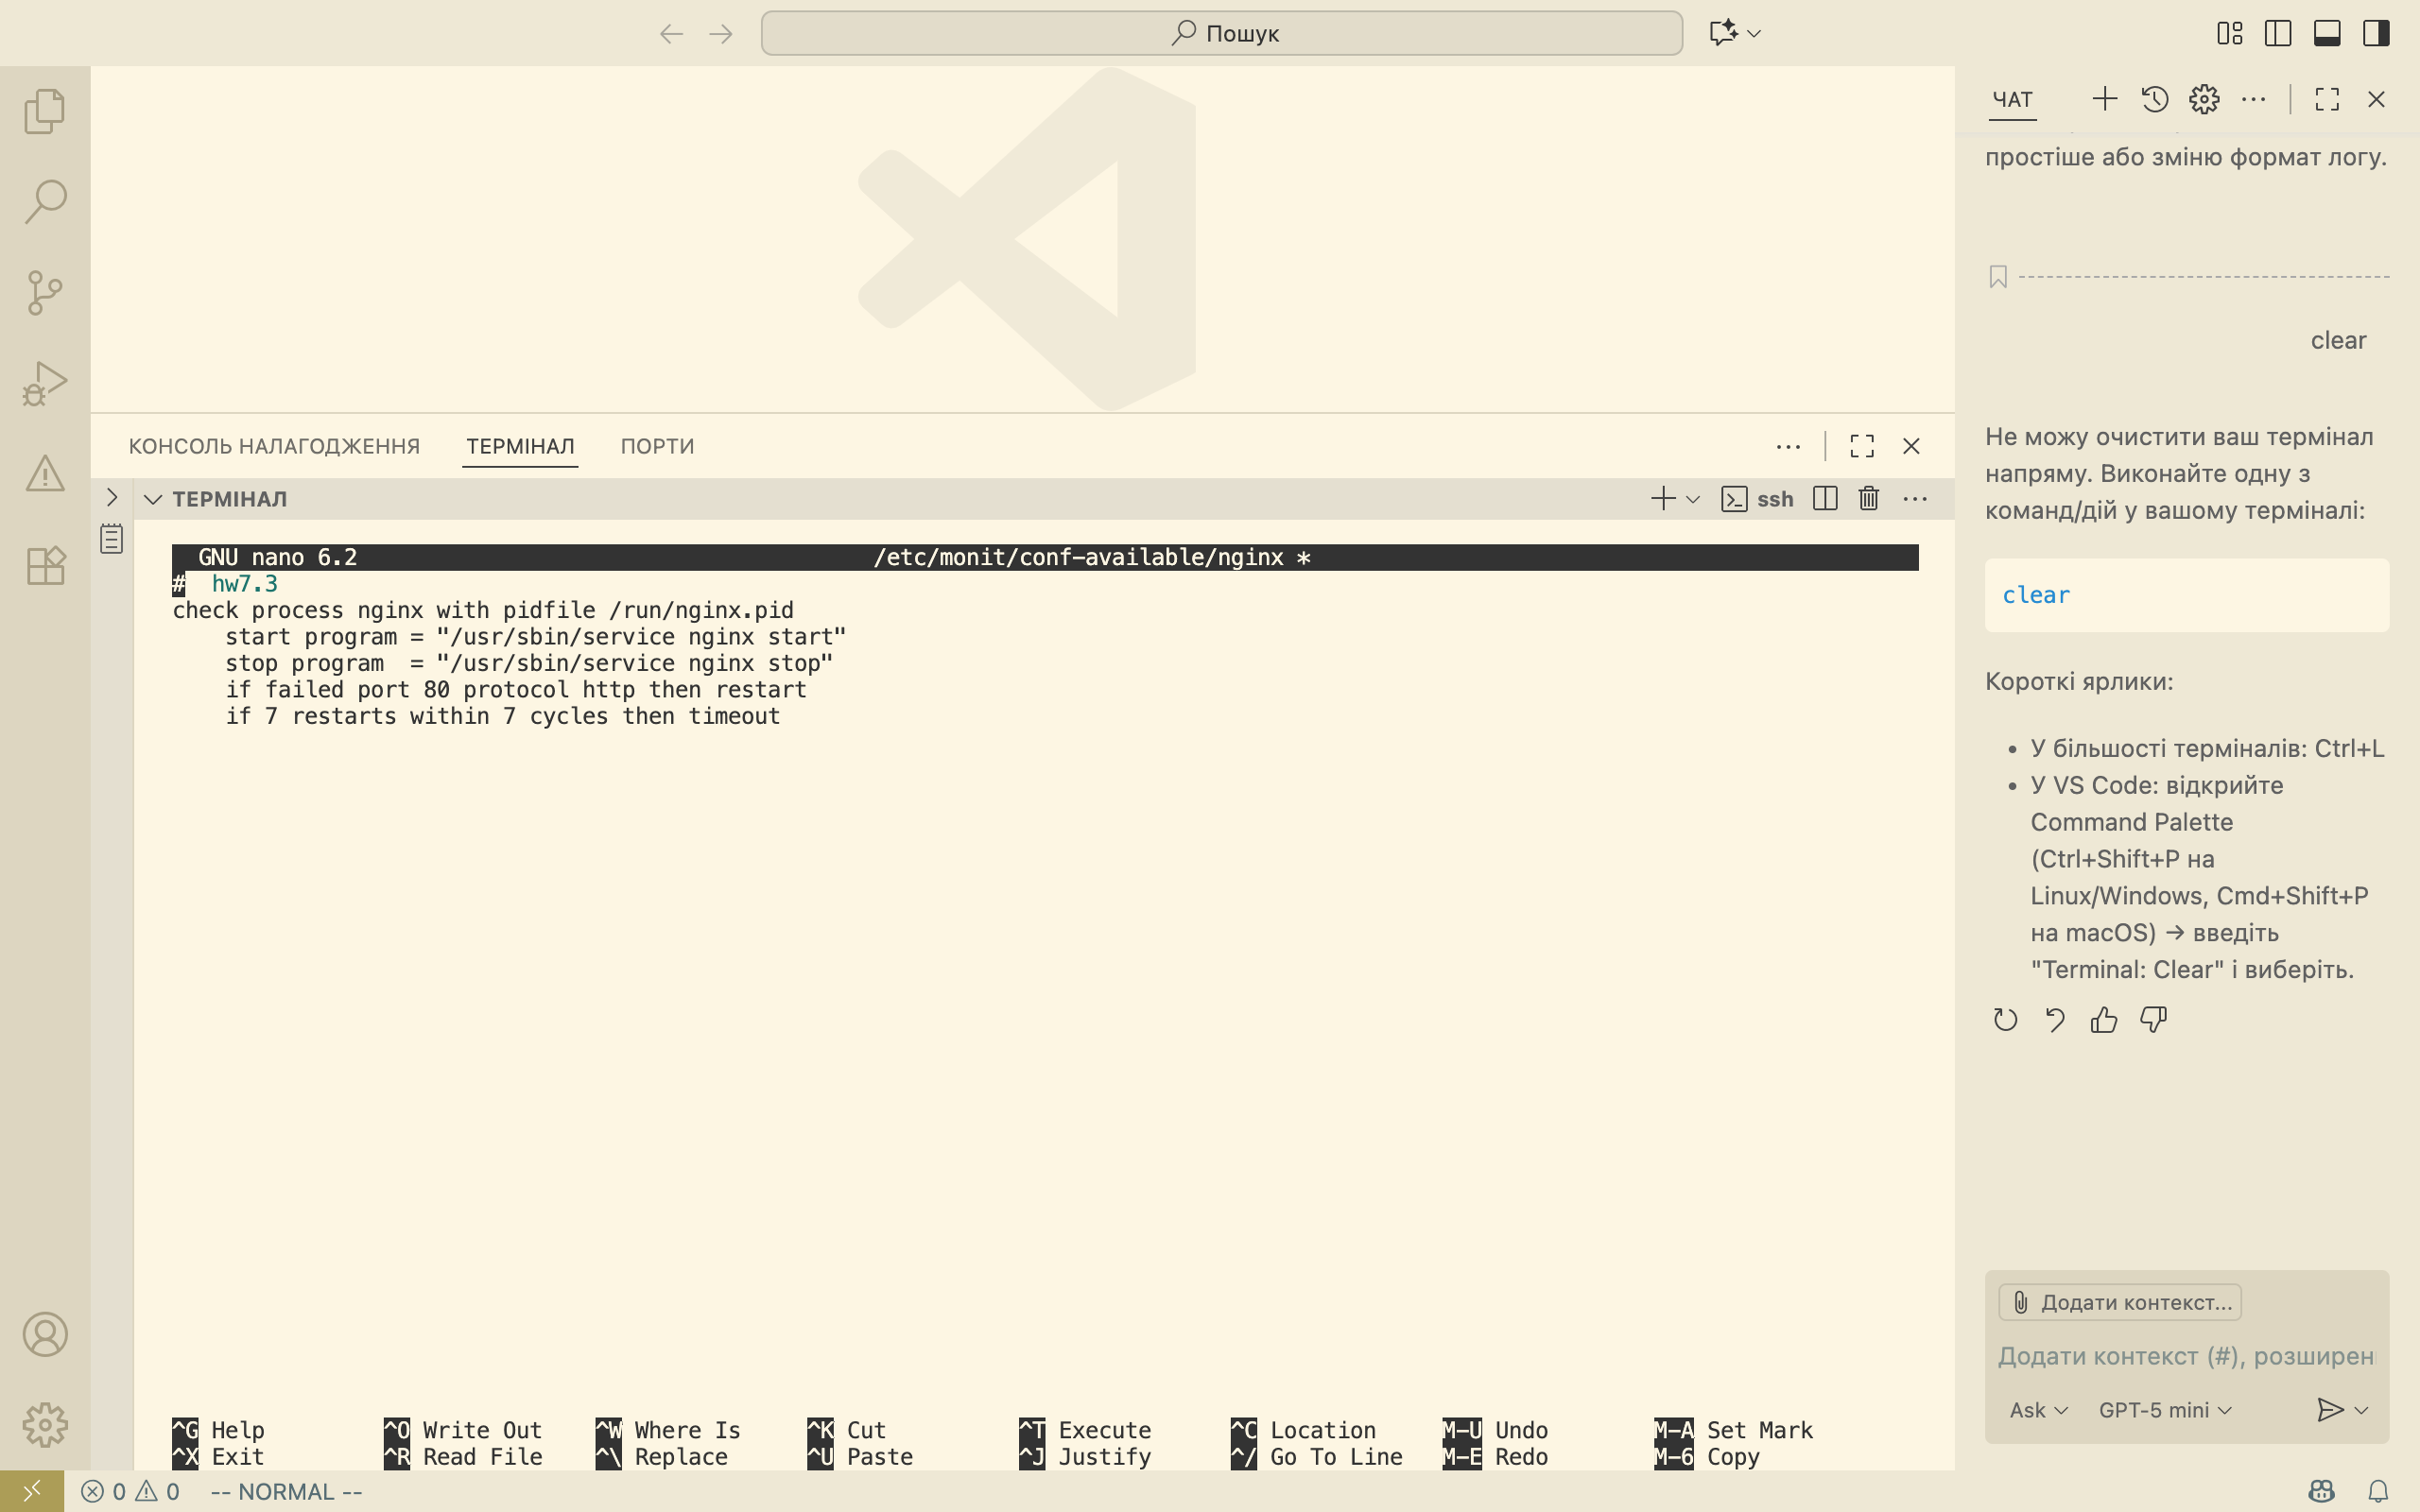 Пошук
КОНСОЛЬ НАЛАГОДЖЕННЯ ТЕРМІНАЛ ПОРТИ
ТЕРМІНАЛ
ssh
GNU nano 6.2 /etc/monit/conf-available/nginx *
# hw7.3
check process nginx with pidfile /run/nginx.pid
    start program = "/usr/sbin/service nginx start"
    stop program  = "/usr/sbin/service nginx stop"
    if failed port 80 protocol http then restart
    if 7 restarts within 7 cycles then timeout
^G Help ^O Write Out ^W Where Is ^K Cut ^T Execute ^C Location M-U Undo M-A Set Mark
^X Exit ^R Read File ^\ Replace ^U Paste ^J Justify ^/ Go To Line M-E Redo M-6 Copy
ЧАТ
простіше або зміню формат логу.
clear
Не можу очистити ваш термінал
напряму. Виконайте одну з
команд/дій у вашому терміналі:
clear
Короткі ярлики:
• У більшості терміналів: Ctrl+L
• У VS Code: відкрийте
Command Palette
(Ctrl+Shift+P на
Linux/Windows, Cmd+Shift+P
на macOS) → введіть
"Terminal: Clear" і виберіть.
Додати контекст...
Додати контекст (#), розширен
Ask GPT-5 mini
0 0 -- NORMAL --